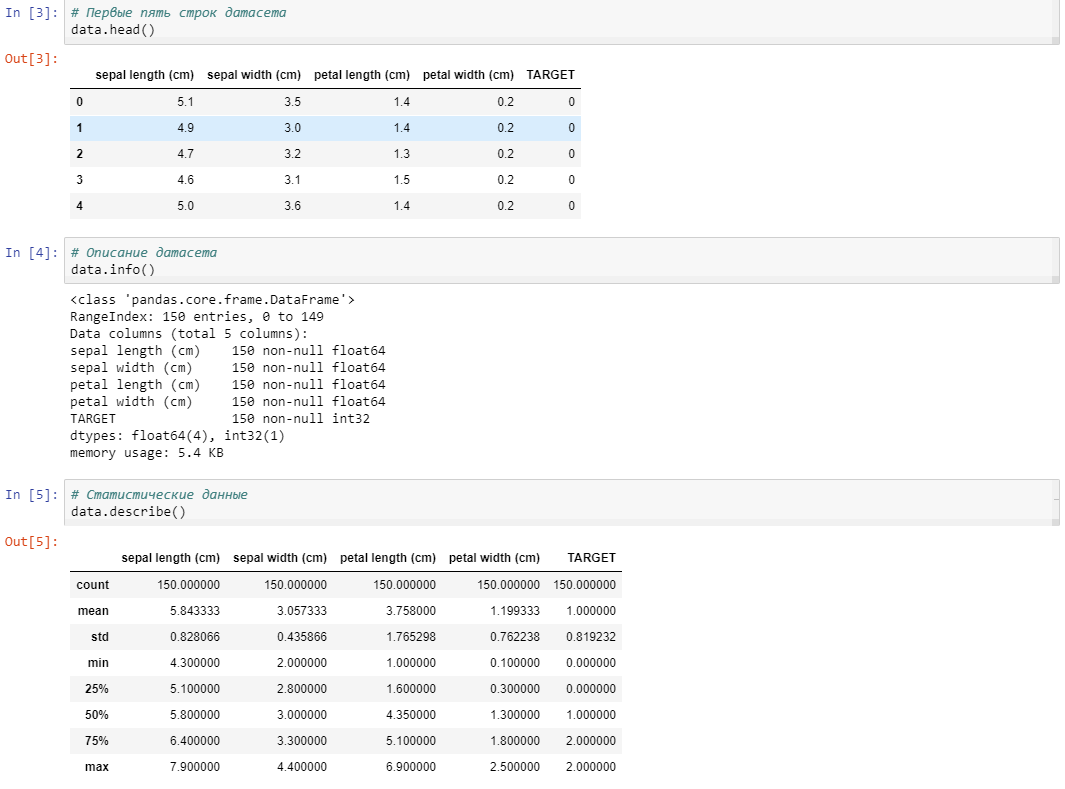 In [3]: # Первые пять строк датасета
data.head()
Out[3]:
sepal length (cm) sepal width (cm) petal length (cm) petal width (cm) TARGET
0 5.1 3.5 1.4 0.2 0
1 4.9 3.0 1.4 0.2 0
2 4.7 3.2 1.3 0.2 0
3 4.6 3.1 1.5 0.2 0
4 5.0 3.6 1.4 0.2 0
In [4]: # Описание датасета
data.info()
<class 'pandas.core.frame.DataFrame'>
RangeIndex: 150 entries, 0 to 149
Data columns (total 5 columns):
sepal length (cm)    150 non-null float64
sepal width (cm)     150 non-null float64
petal length (cm)    150 non-null float64
petal width (cm)     150 non-null float64
TARGET               150 non-null int32
dtypes: float64(4), int32(1)
memory usage: 5.4 KB
In [5]: # Статистические данные
data.describe()
Out[5]:
sepal length (cm) sepal width (cm) petal length (cm) petal width (cm) TARGET
count 150.000000 150.000000 150.000000 150.000000 150.000000
mean 5.843333 3.057333 3.758000 1.199333 1.000000
std 0.828066 0.435866 1.765298 0.762238 0.819232
min 4.300000 2.000000 1.000000 0.100000 0.000000
25% 5.100000 2.800000 1.600000 0.300000 0.000000
50% 5.800000 3.000000 4.350000 1.300000 1.000000
75% 6.400000 3.300000 5.100000 1.800000 2.000000
max 7.900000 4.400000 6.900000 2.500000 2.000000